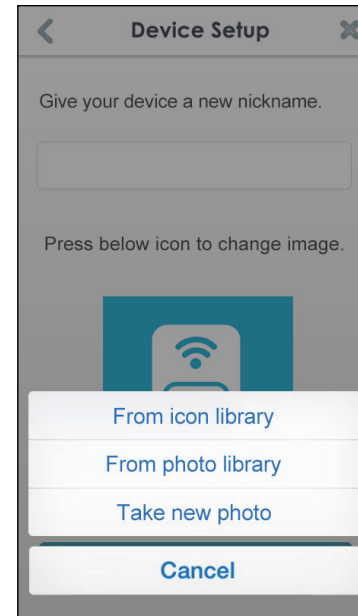 Device Setup
Give your device a new nickname.
Press below icon to change image.
From icon library
From photo library
Take new photo
Cancel